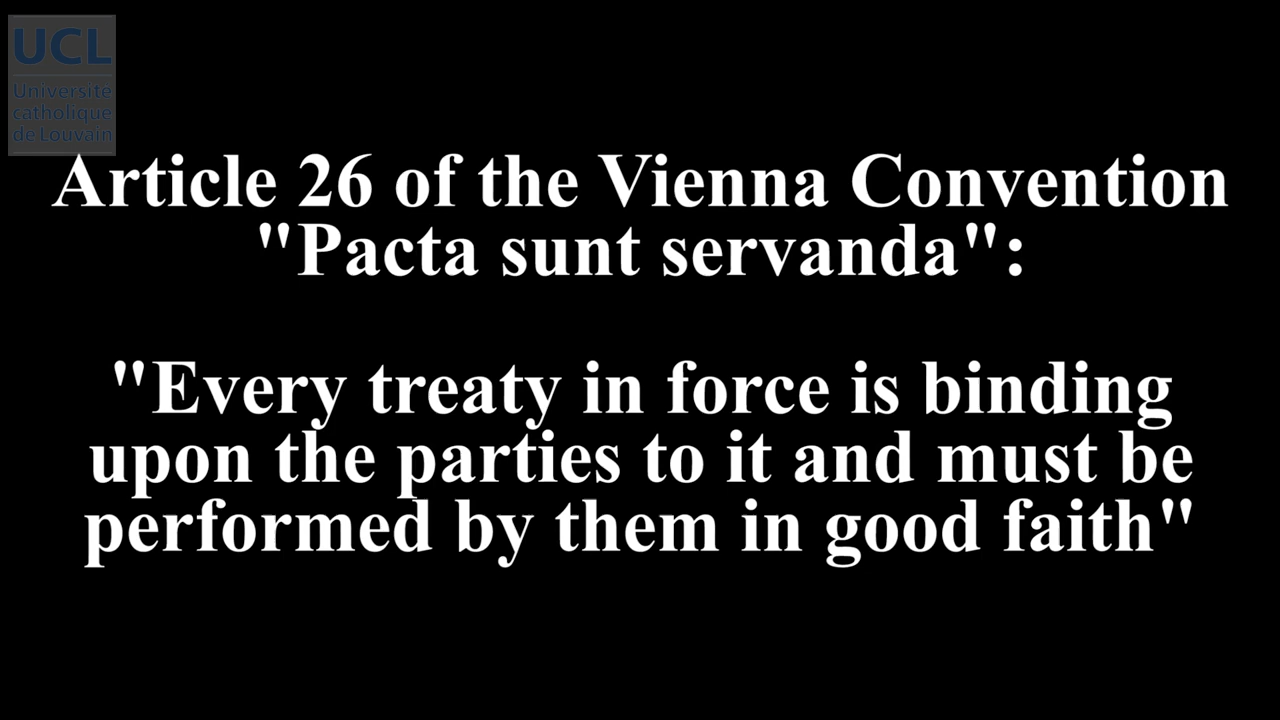 UCL
Université
catholique
de Louvain
Article 26 of the Vienna Convention
"Pacta sunt servanda":
"Every treaty in force is binding
upon the parties to it and must be
performed by them in good faith"